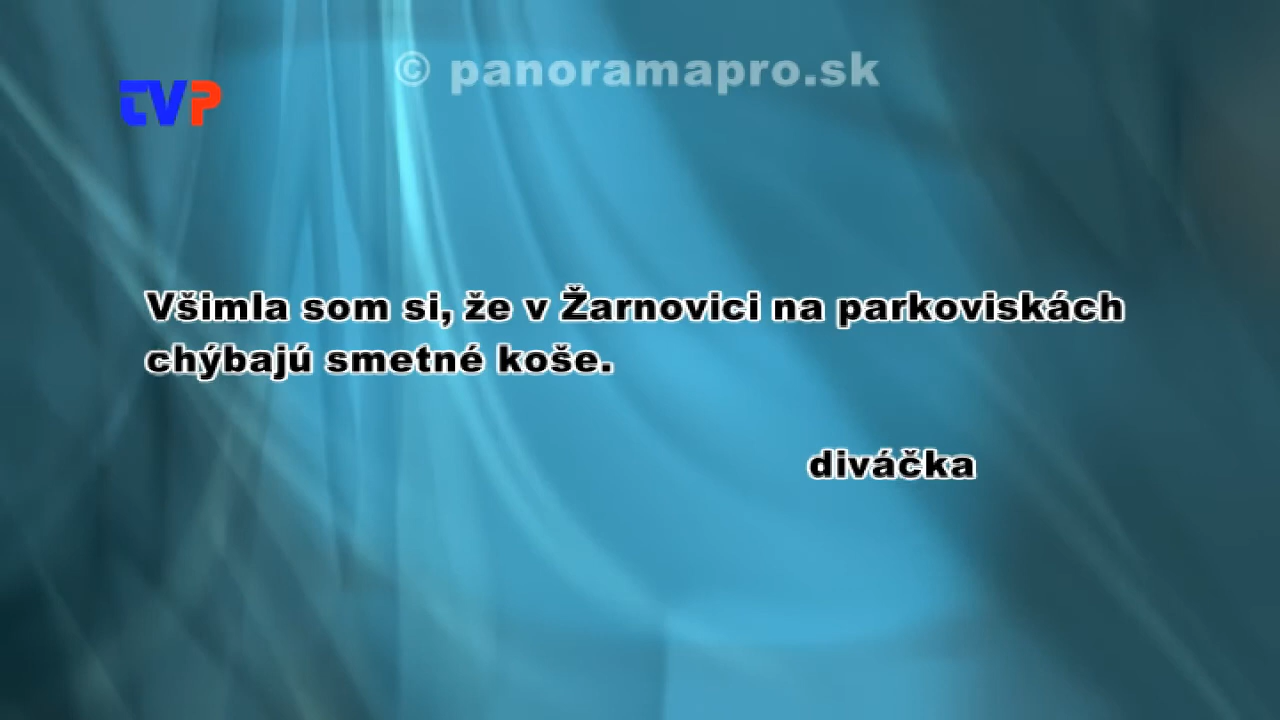 © panoramapro.sk
TVP
Všimla som si, že v Žarnovici na parkoviskách
chýbajú smetné koše.
diváčka